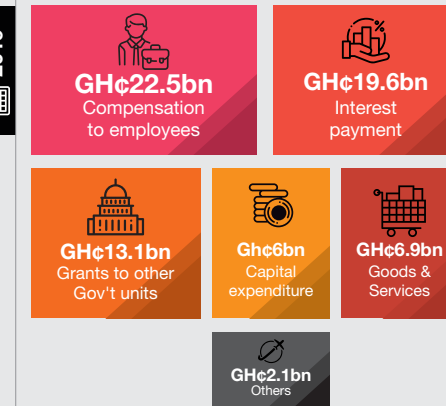 GH¢22.5bn
Compensation
to employees
GH¢19.6bn
Interest
payment
GH¢13.1bn
Grants to other
Gov't units
Gh¢6bn
Capital
expenditure
GH¢6.9bn
Goods &
Services
GH¢2.1bn
Others